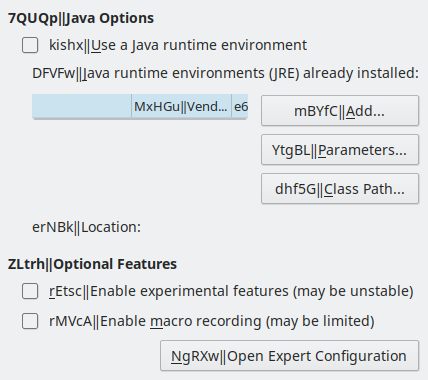 7QUQp‖Java Options
kishx‖Use a Java runtime environment
DFVFw‖Java runtime environments (JRE) already installed:
MxHGu‖Vend... e6
mBYfC‖Add...
YtgBL‖Parameters...
dhf5G‖Class Path...
erNBk‖Location:
ZLtrh‖Optional Features
rEtsc‖Enable experimental features (may be unstable)
rMVcA‖Enable macro recording (may be limited)
NgRXw‖Open Expert Configuration